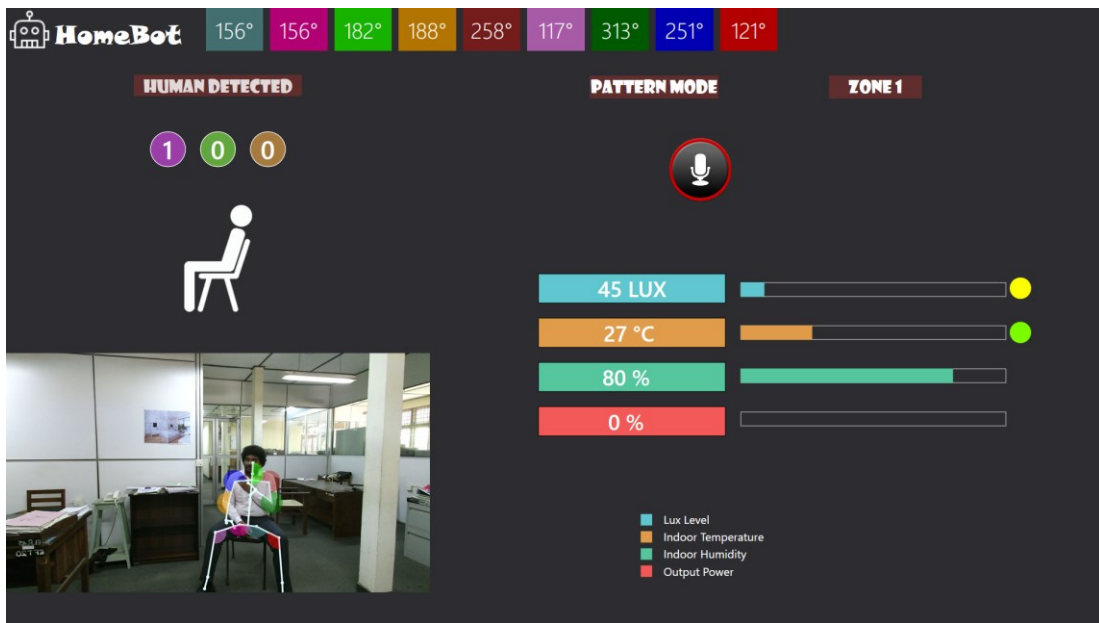 HomeBot 156° 156° 182° 188° 258° 117° 313° 251° 121°
HUMAN DETECTED
PATTERN MODE
ZONE 1
1 0 0
45 LUX
27 °C
80 %
0 %
Lux Level
Indoor Temperature
Indoor Humidity
Output Power